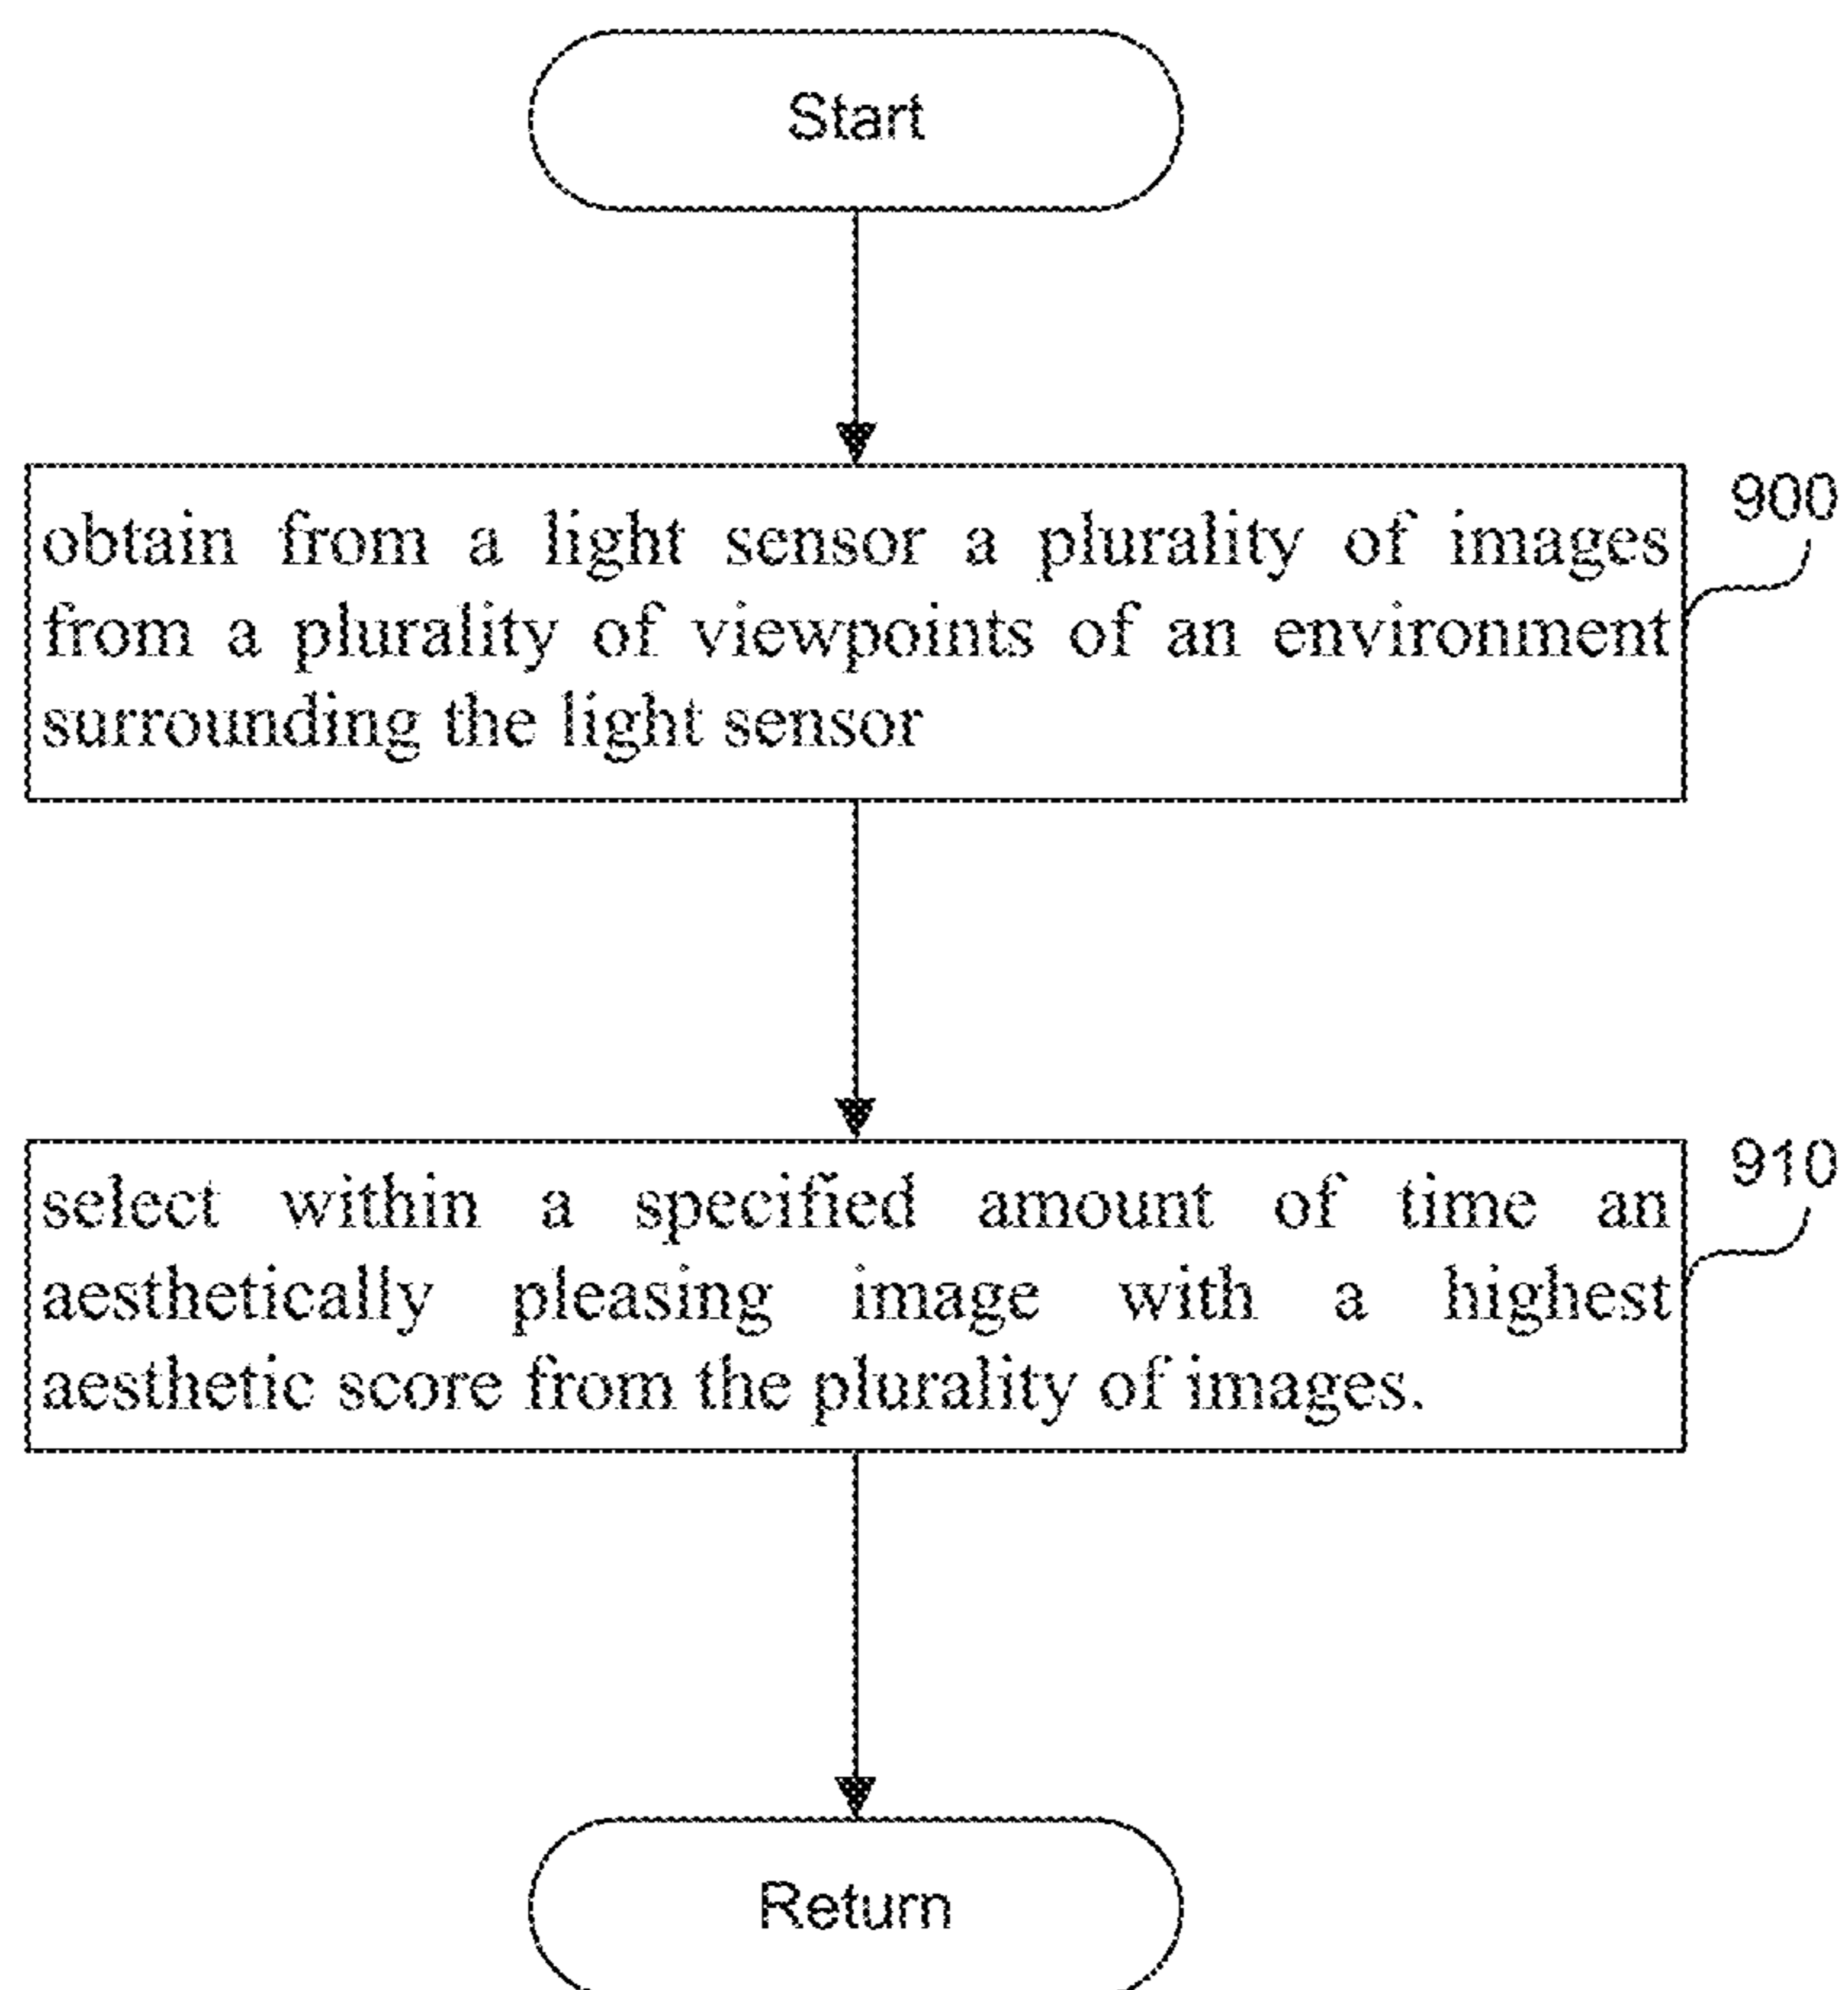 Start
900
obtain from a light sensor a plurality of images
from a plurality of viewpoints of an environment
surrounding the light sensor
910
select within a specified amount of time an
aesthetically pleasing image with a highest
aesthetic score from the plurality of images.
Return